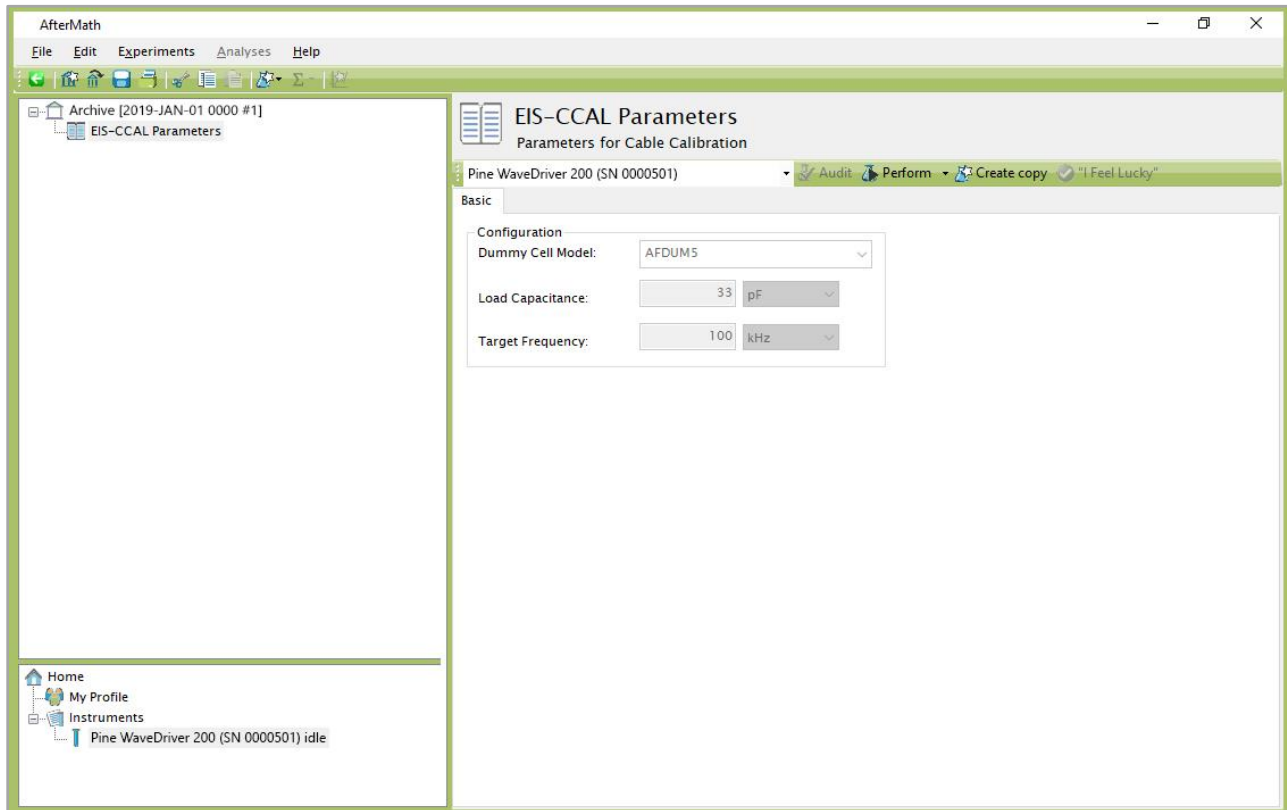 AfterMath
File Edit Experiments Analyses Help
Archive [2019-JAN-01 0000 #1]
EIS-CCAL Parameters
EIS-CCAL Parameters
Parameters for Cable Calibration
Pine WaveDriver 200 (SN 0000501) Audit Perform Create copy "I Feel Lucky"
Basic
Configuration
Dummy Cell Model: AFDUM5
Load Capacitance: 33 pF
Target Frequency: 100 kHz
Home
My Profile
Instruments
Pine WaveDriver 200 (SN 0000501) idle